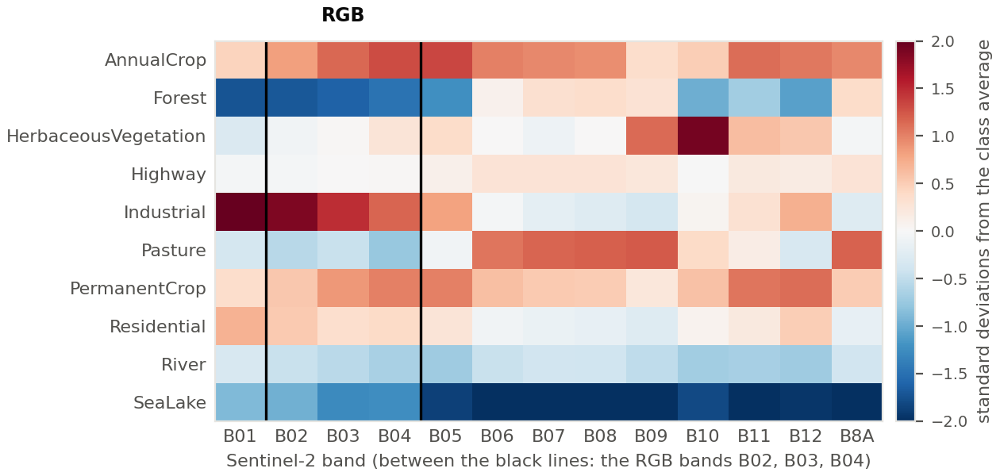 RGB
AnnualCrop
Forest
HerbaceousVegetation
Highway
Industrial
Pasture
PermanentCrop
Residential
River
SeaLake
B01 B02 B03 B04 B05 B06 B07 B08 B09 B10 B11 B12 B8A
Sentinel-2 band (between the black lines: the RGB bands B02, B03, B04)
2.0
1.5
1.0
0.5
0.0
−0.5
−1.0
−1.5
−2.0
standard deviations from the class average